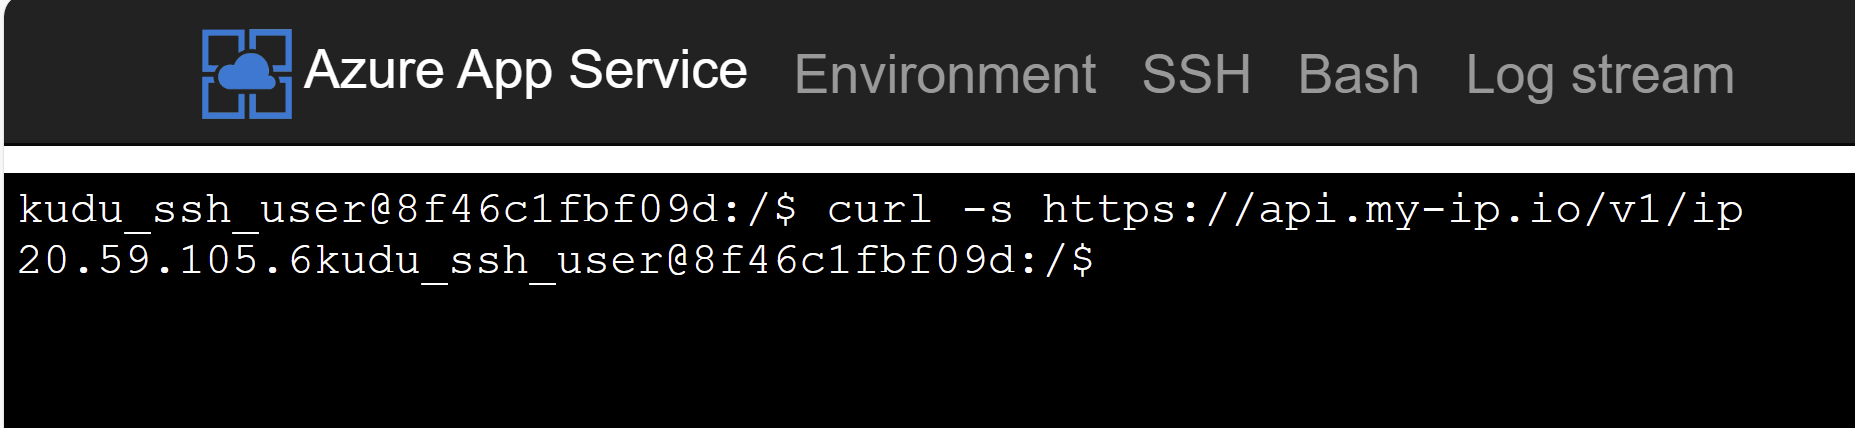 Azure App Service Environment SSH Bash Log stream
kudu_ssh_user@8f46c1fbf09d:/$ curl -s https://api.my-ip.io/v1/ip
20.59.105.6kudu_ssh_user@8f46c1fbf09d:/$